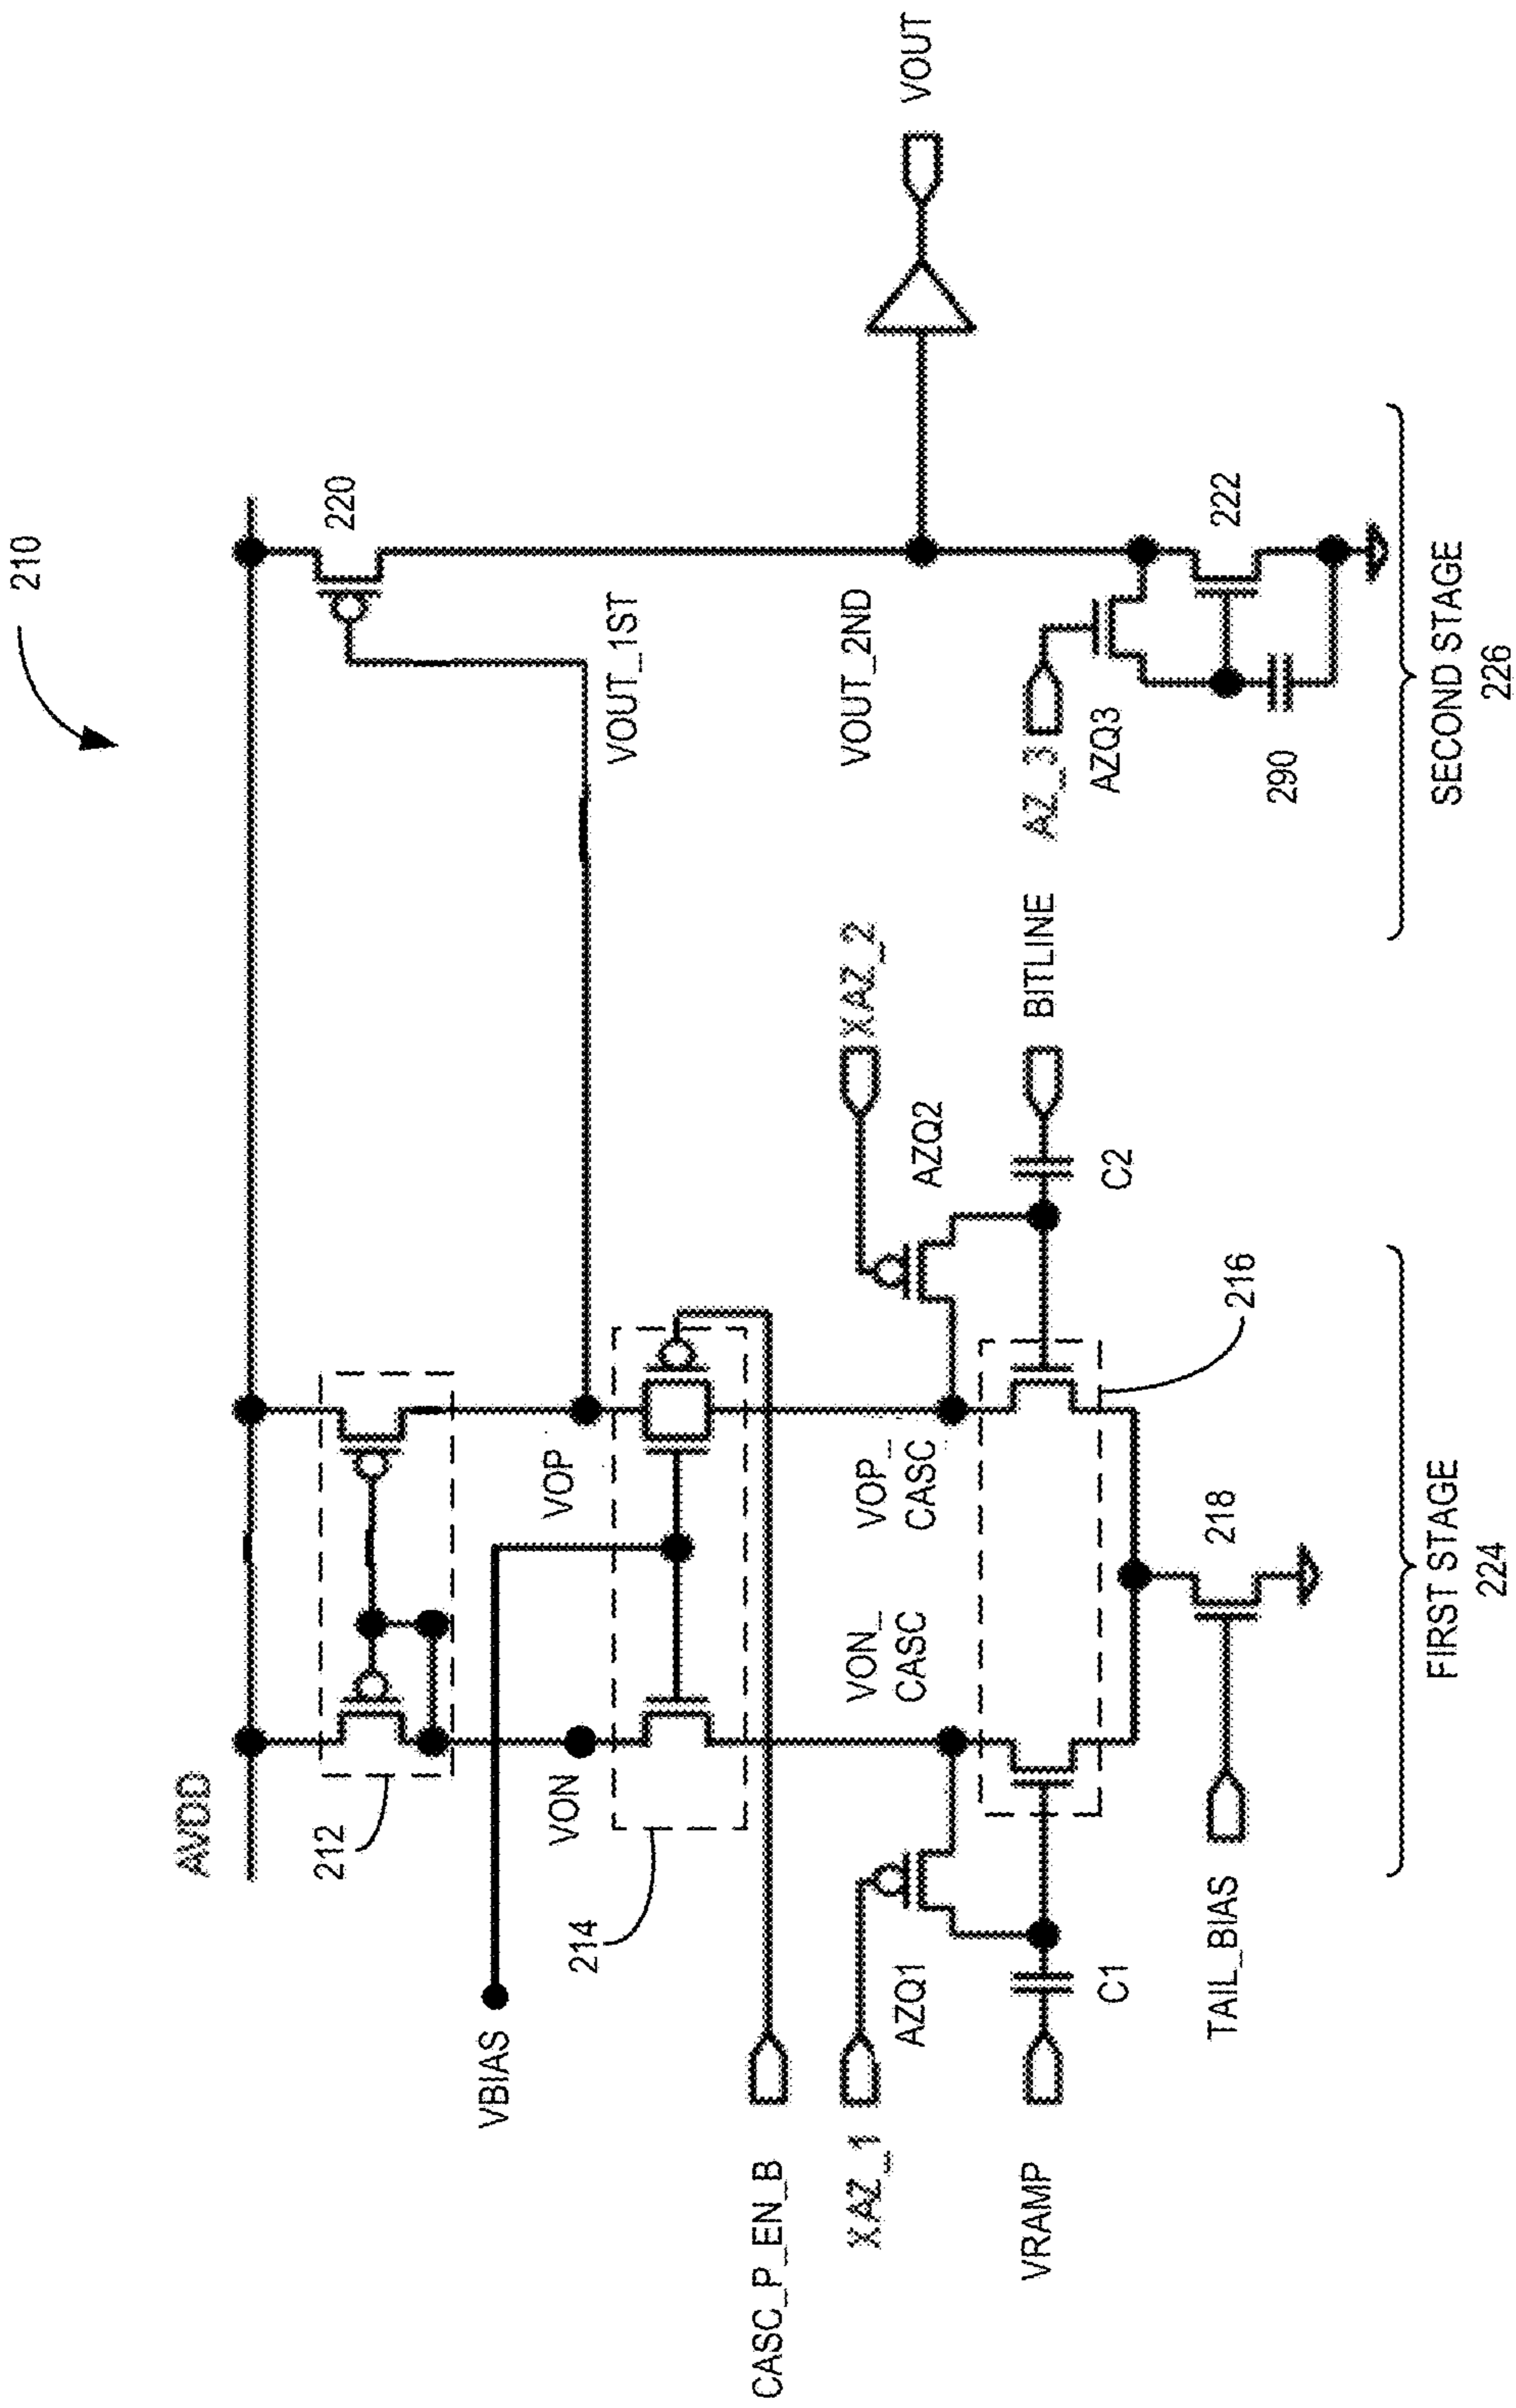 210
AVDD
212
220
VBIAS
VON
VOP
VOUT_1ST
214
CASC_P_EN_B
XAZ_1
AZQ1
VON_
CASC
VOP_
CASC
XAZ_2
AZQ2
VOUT_2ND
VOUT
VRAMP
C1
C2
BITLINE
AZ_3
AZQ3
216
TAIL_BIAS
218
222
290
FIRST STAGE
224
SECOND STAGE
226